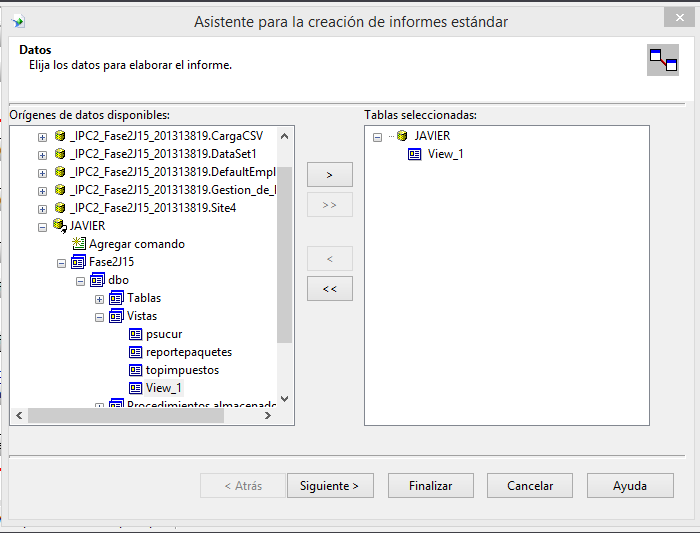 Asistente para la creación de informes estándar
Datos
Elija los datos para elaborar el informe.
Orígenes de datos disponibles:
_IPC2_Fase2J15_201313819.CargaCSV
_IPC2_Fase2J15_201313819.DataSet1
_IPC2_Fase2J15_201313819.DefaultEmpl
_IPC2_Fase2J15_201313819.Gestion_de_
_IPC2_Fase2J15_201313819.Site4
JAVIER
Agregar comando
Fase2J15
dbo
Tablas
Vistas
psucur
reportepaquetes
topimpuestos
View_1
Procedimientos almacenado
>
>>
<
<<
Tablas seleccionadas:
JAVIER
View_1
< Atrás
Siguiente >
Finalizar
Cancelar
Ayuda